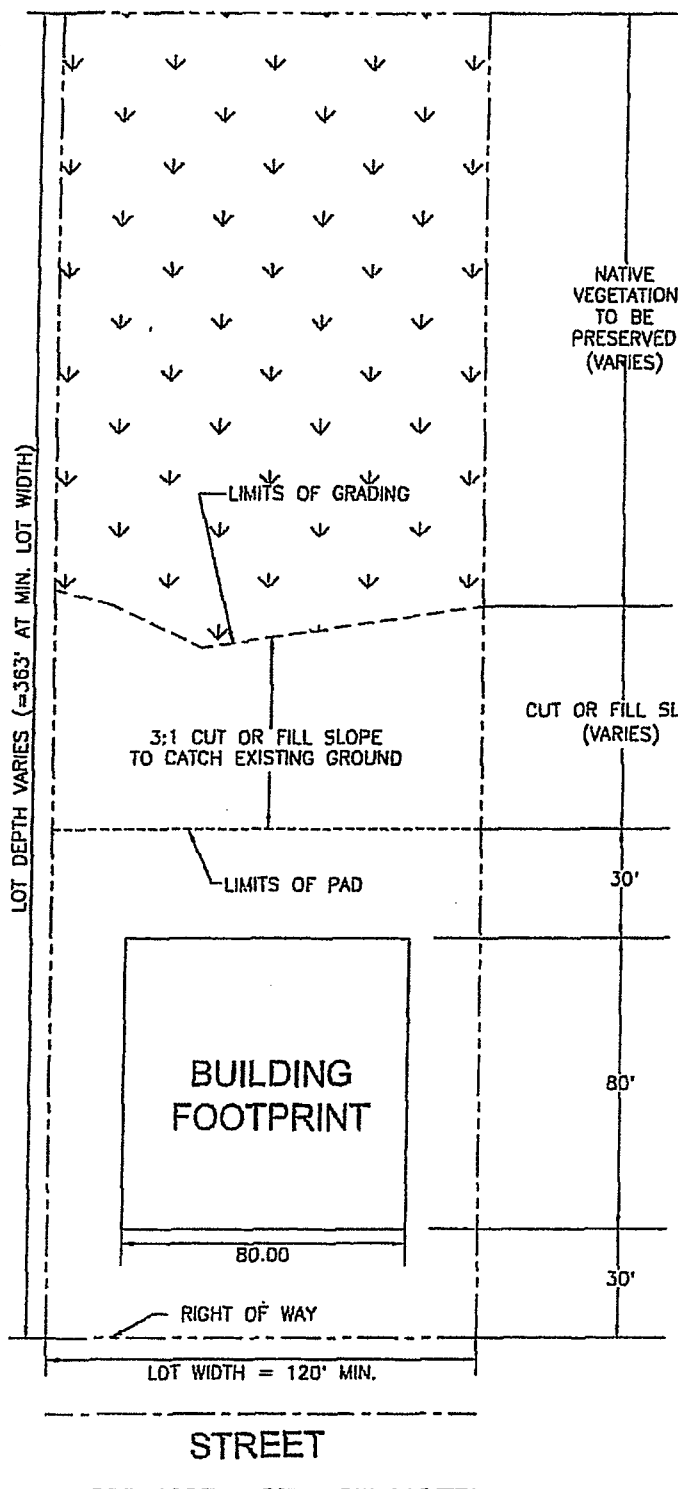 NATIVE
VEGETATION
TO BE
PRESERVED
(VARIES)
LIMITS OF GRADING
LOT DEPTH VARIES (=363' AT MIN. LOT WIDTH)
3:1 CUT OR FILL SLOPE
TO CATCH EXISTING GROUND
CUT OR FILL SL
(VARIES)
LIMITS OF PAD
30'
BUILDING
FOOTPRINT
80'
80.00
30'
RIGHT OF WAY
LOT WIDTH = 120' MIN.
STREET